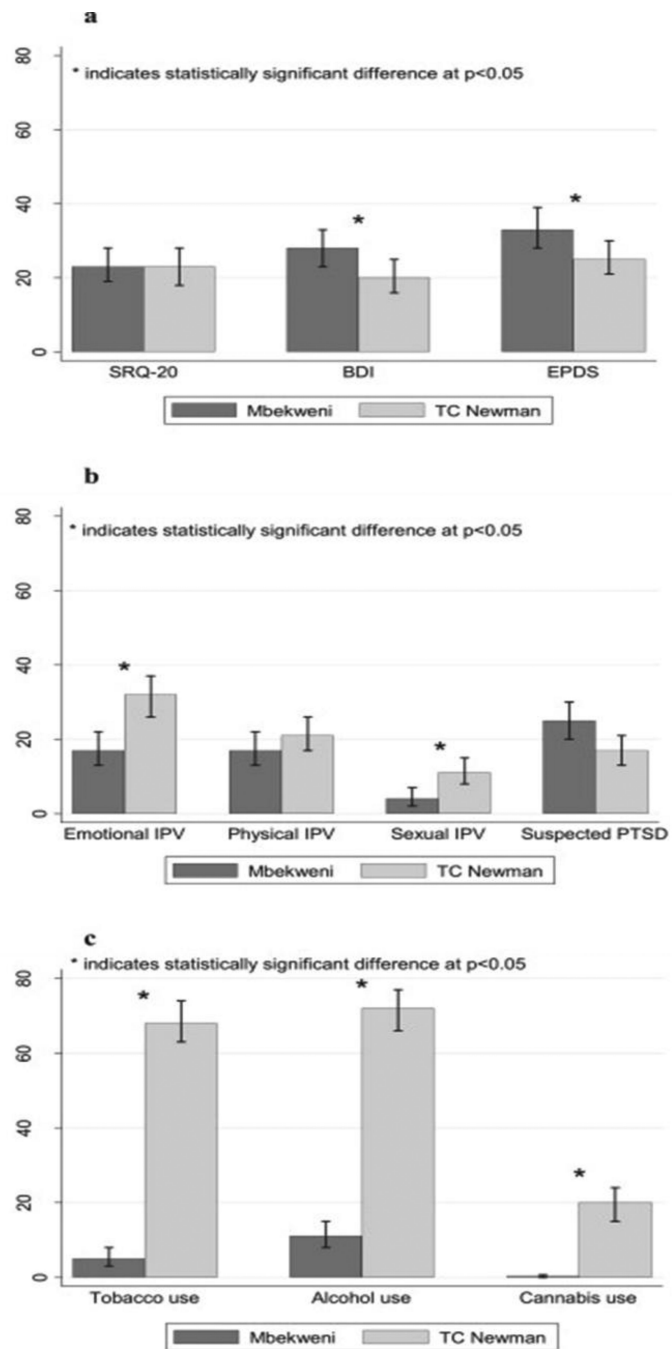 a
80
* indicates statistically significant difference at p<0.05
60
40
* *
20
0
SRQ-20 BDI EPDS
Mbekweni TC Newman
b
80
* indicates statistically significant difference at p<0.05
60
40
*
20
*
0
Emotional IPV Physical IPV Sexual IPV Suspected PTSD
Mbekweni TC Newman
c
* indicates statistically significant difference at p<0.05
80
* *
60
40
*
20
0
Tobacco use Alcohol use Cannabis use
Mbekweni TC Newman